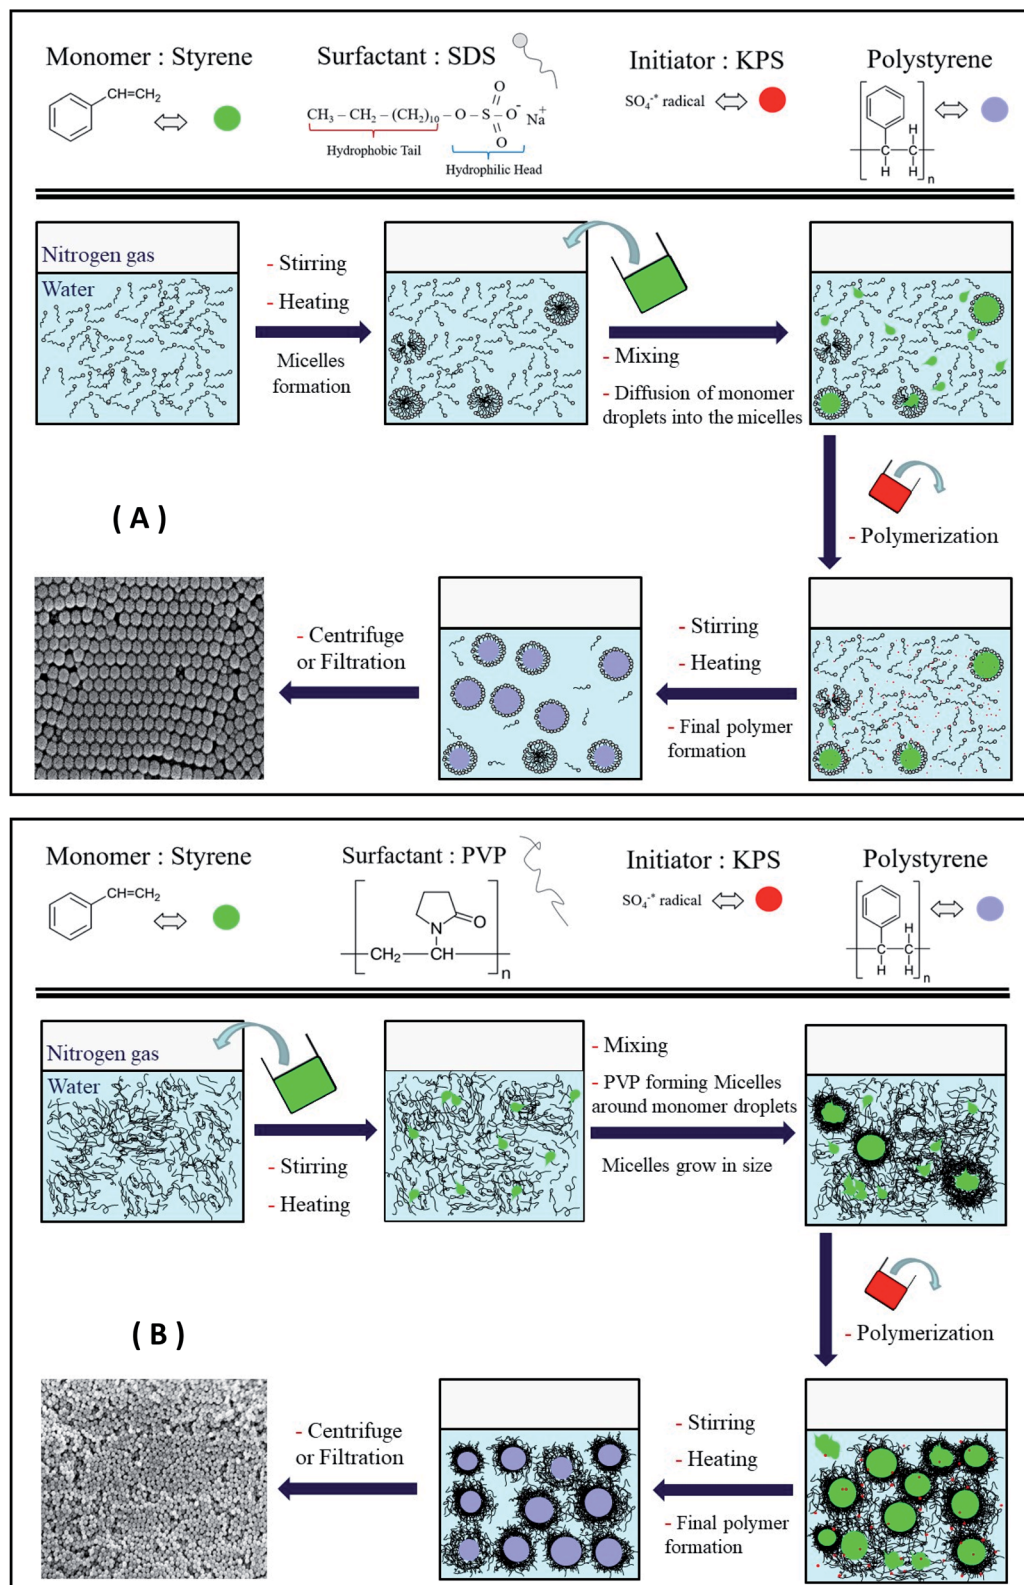 Monomer : Styrene
Surfactant : SDS
Initiator : KPS
Polystyrene
CH=CH₂
SO₄⁻* radical
CH₃ – CH₂ – (CH₂)₁₀ – O – S – O⁻ Na⁺
O
O
Hydrophobic Tail
Hydrophilic Head
H
C C
H H
n
Nitrogen gas
Water
- Stirring
- Heating
Micelles
formation
- Mixing
- Diffusion of monomer
droplets into the micelles
( A )
- Polymerization
- Centrifuge
or Filtration
- Stirring
- Heating
- Final polymer
formation
Monomer : Styrene
Surfactant : PVP
Initiator : KPS
Polystyrene
CH=CH₂
SO₄⁻* radical
N
O
CH₂ CH
n
H
C C
H H
n
Nitrogen gas
Water
- Stirring
- Heating
- Mixing
- PVP forming Micelles
around monomer droplets
Micelles grow in size
( B )
- Polymerization
- Centrifuge
or Filtration
- Stirring
- Heating
- Final polymer
formation